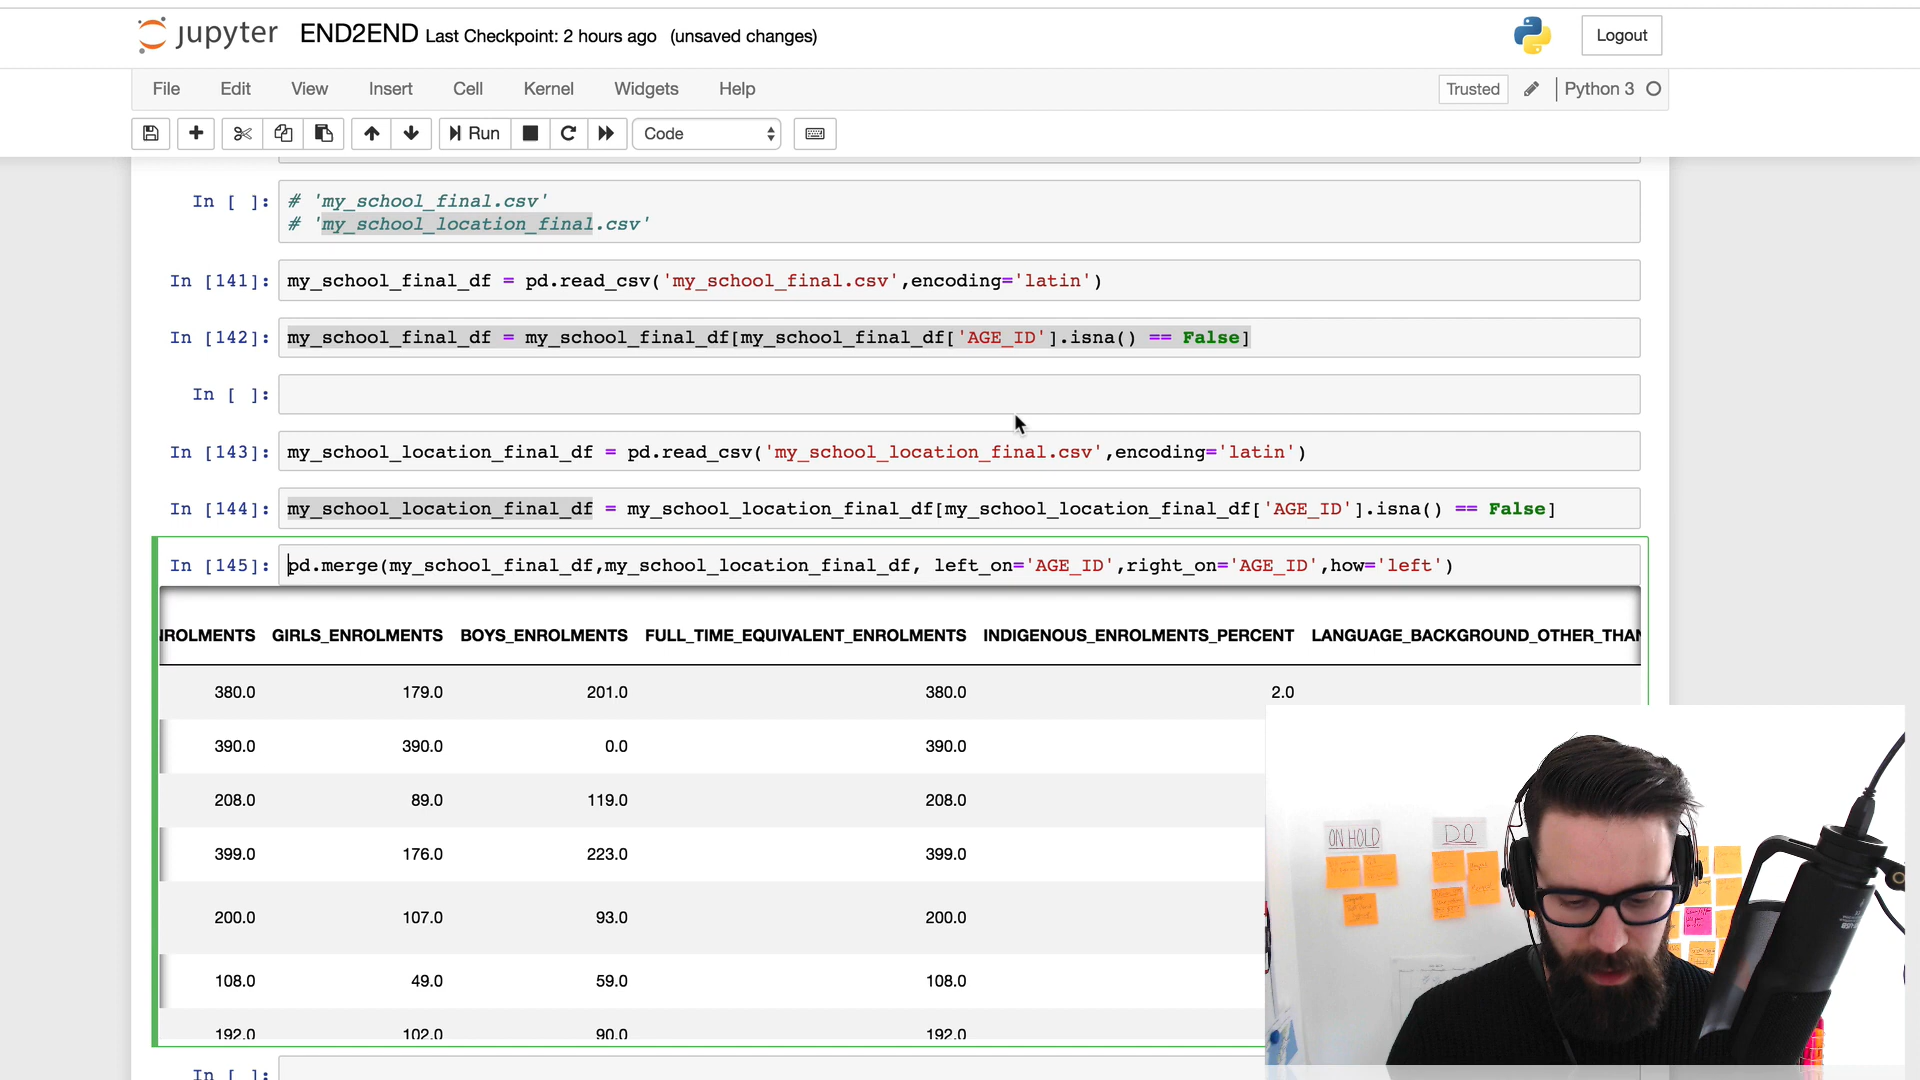 jupyter END2END Last Checkpoint: 2 hours ago (unsaved changes)
Logout
File Edit View Insert Cell Kernel Widgets Help
Trusted Python 3
Run Code
In [ ]: # 'my_school_final.csv'
# 'my_school_location_final.csv'
In [141]: my_school_final_df = pd.read_csv('my_school_final.csv',encoding='latin')
In [142]: my_school_final_df = my_school_final_df[my_school_final_df['AGE_ID'].isna() == False]
In [ ]:
In [143]: my_school_location_final_df = pd.read_csv('my_school_location_final.csv',encoding='latin')
In [144]: my_school_location_final_df = my_school_location_final_df[my_school_location_final_df['AGE_ID'].isna() == False]
In [145]: pd.merge(my_school_final_df,my_school_location_final_df, left_on='AGE_ID',right_on='AGE_ID',how='left')
NROLMENTS GIRLS_ENROLMENTS BOYS_ENROLMENTS FULL_TIME_EQUIVALENT_ENROLMENTS INDIGENOUS_ENROLMENTS_PERCENT LANGUAGE_BACKGROUND_OTHER_THAN
380.0 179.0 201.0 380.0 2.0
390.0 390.0 0.0 390.0
208.0 89.0 119.0 208.0
399.0 176.0 223.0 399.0
200.0 107.0 93.0 200.0
108.0 49.0 59.0 108.0
192.0 102.0 90.0 192.0
In [ ]:
ON HOLD
DO